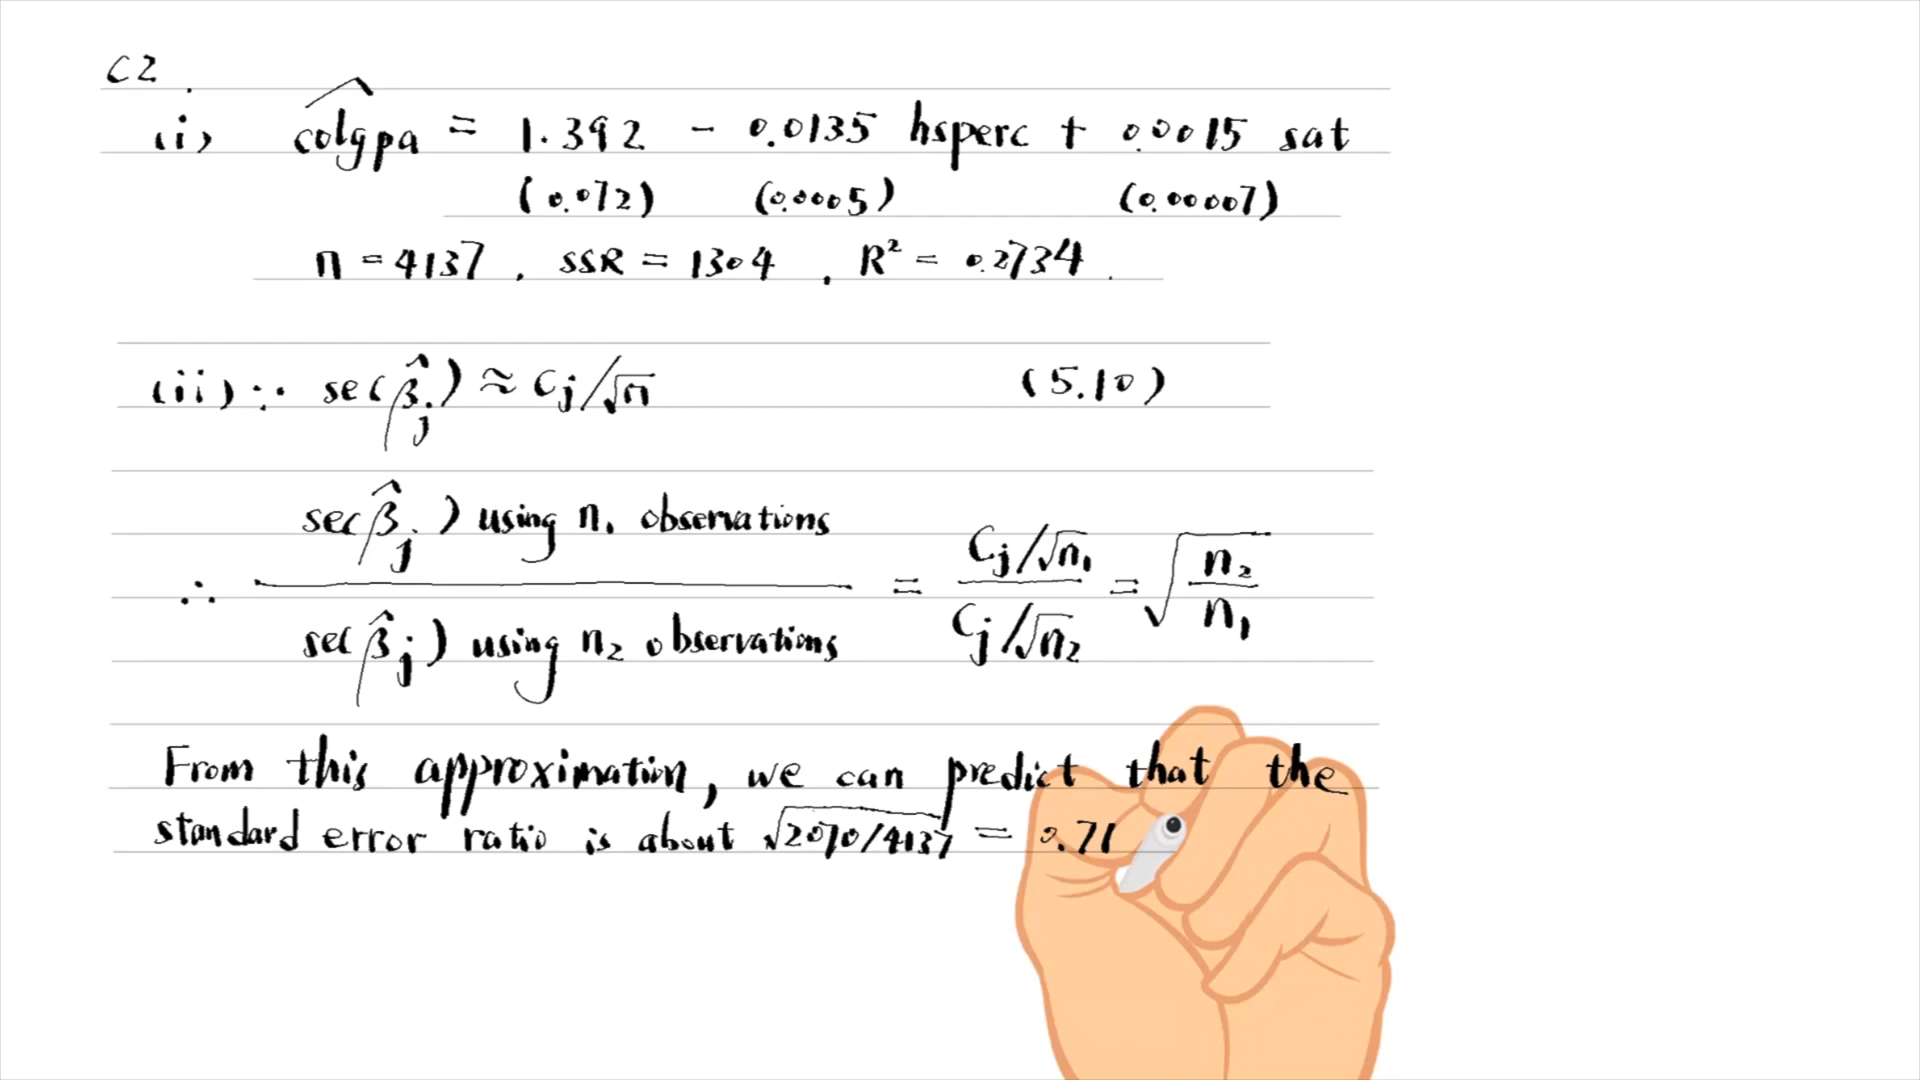 C2.
(i) \widehat{colgpa} = 1.392 - 0.0135 hsperc + 0.0015 sat
(0.072) (0.0005) (0.00007)
n = 4137 , SSR = 1304 , R² = 0.2734 .
(ii) ∵ se(β̂j) ≈ Cj/√n (5.10)
∴ se(β̂j) using n₁ observations / se(β̂j) using n₂ observations = (Cj/√n₁) / (Cj/√n₂) = √(n₂/n₁)
From this approximation, we can predict that the
standard error ratio is about √2070/4137 = 0.71